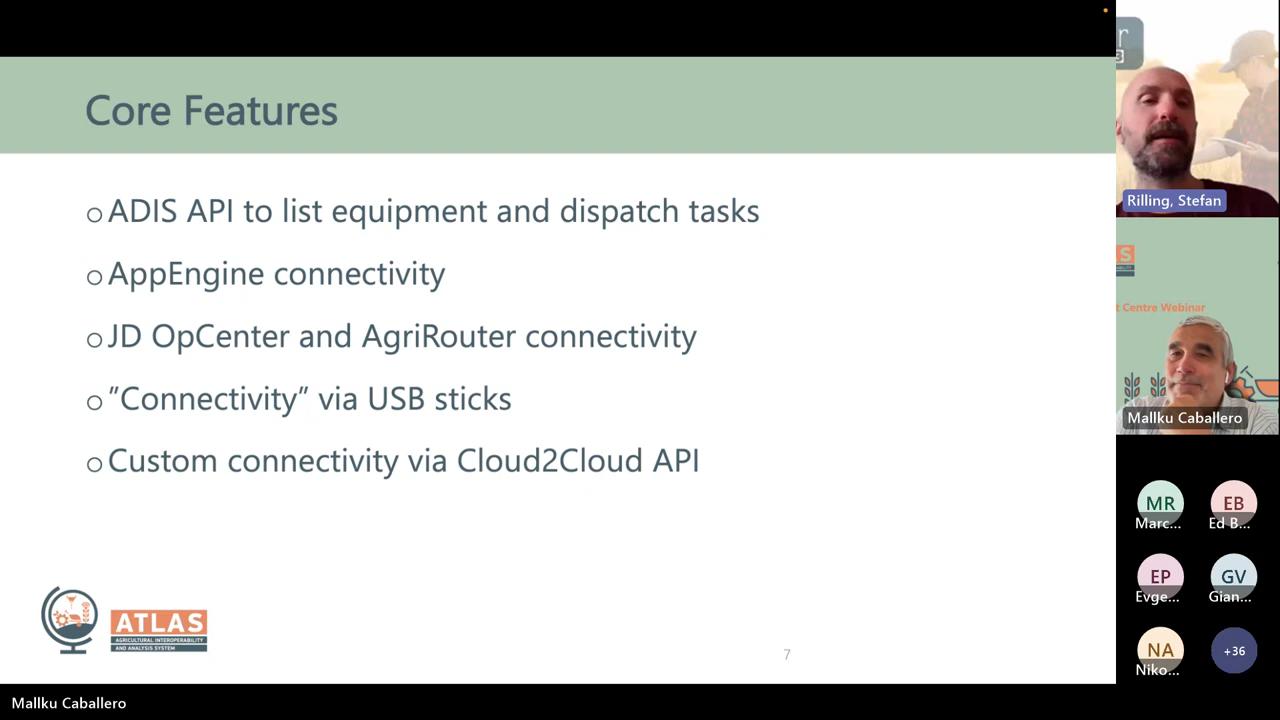 Core Features
o ADIS API to list equipment and dispatch tasks
o AppEngine connectivity
o JD OpCenter and AgriRouter connectivity
o ”Connectivity” via USB sticks
o Custom connectivity via Cloud2Cloud API
ATLAS
AGRICULTURAL INTEROPERABILITY
AND ANALYSIS SYSTEM
7
r
Rilling, Stefan
S
t Centre Webinar
Mallku Caballero
MR
Marc...
EB
Ed B...
EP
Evge...
GV
Gian...
NA
Niko...
+36
Mallku Caballero